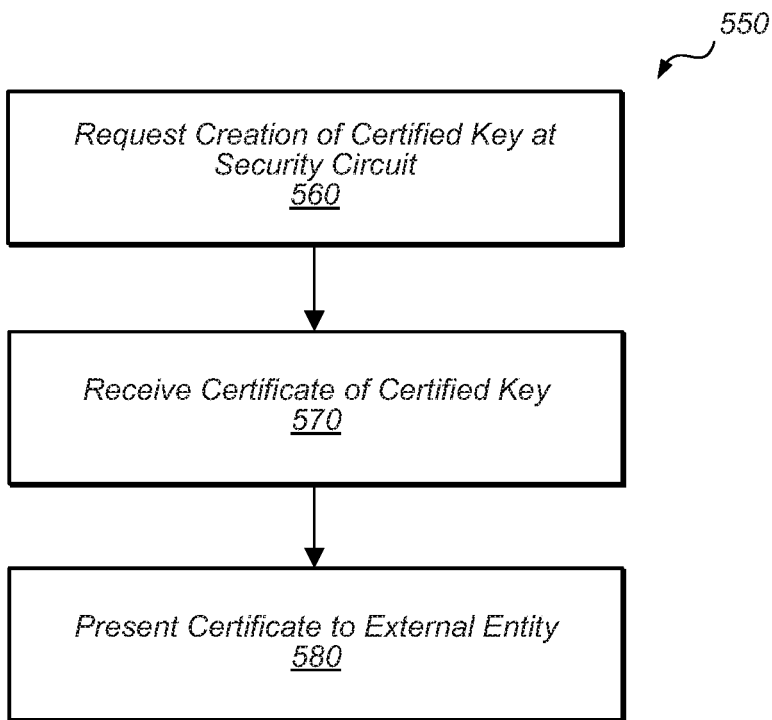 550
Request Creation of Certified Key at
Security Circuit
560
Receive Certificate of Certified Key
570
Present Certificate to External Entity
580